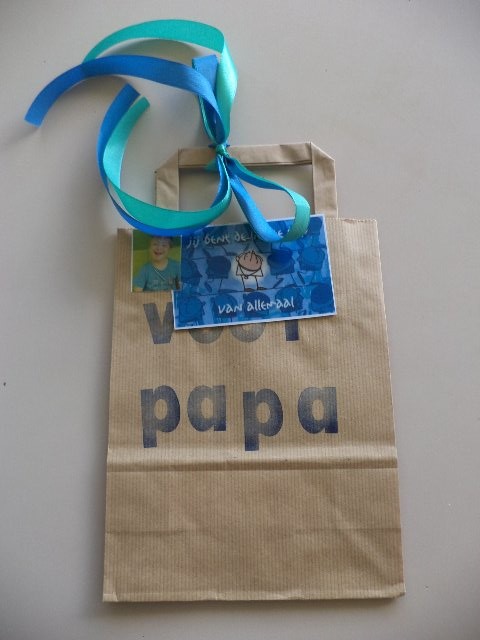 Jij bent de
van allemaal
voor
papa